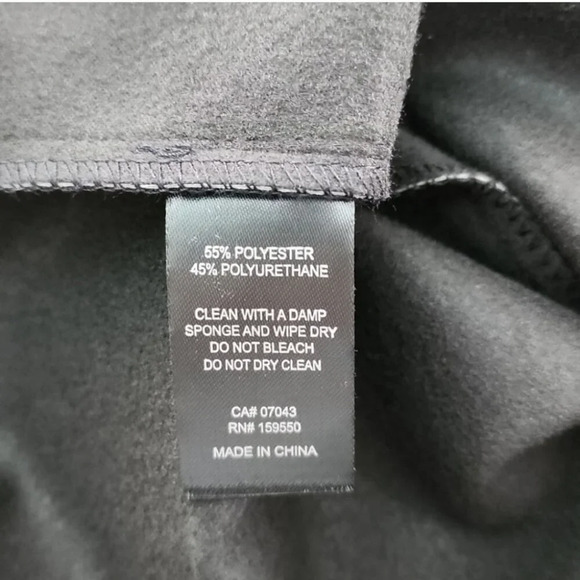 55% POLYESTER
45% POLYURETHANE
CLEAN WITH A DAMP
SPONGE AND WIPE DRY
DO NOT BLEACH
DO NOT DRY CLEAN
CA# 07043
RN# 159550
MADE IN CHINA